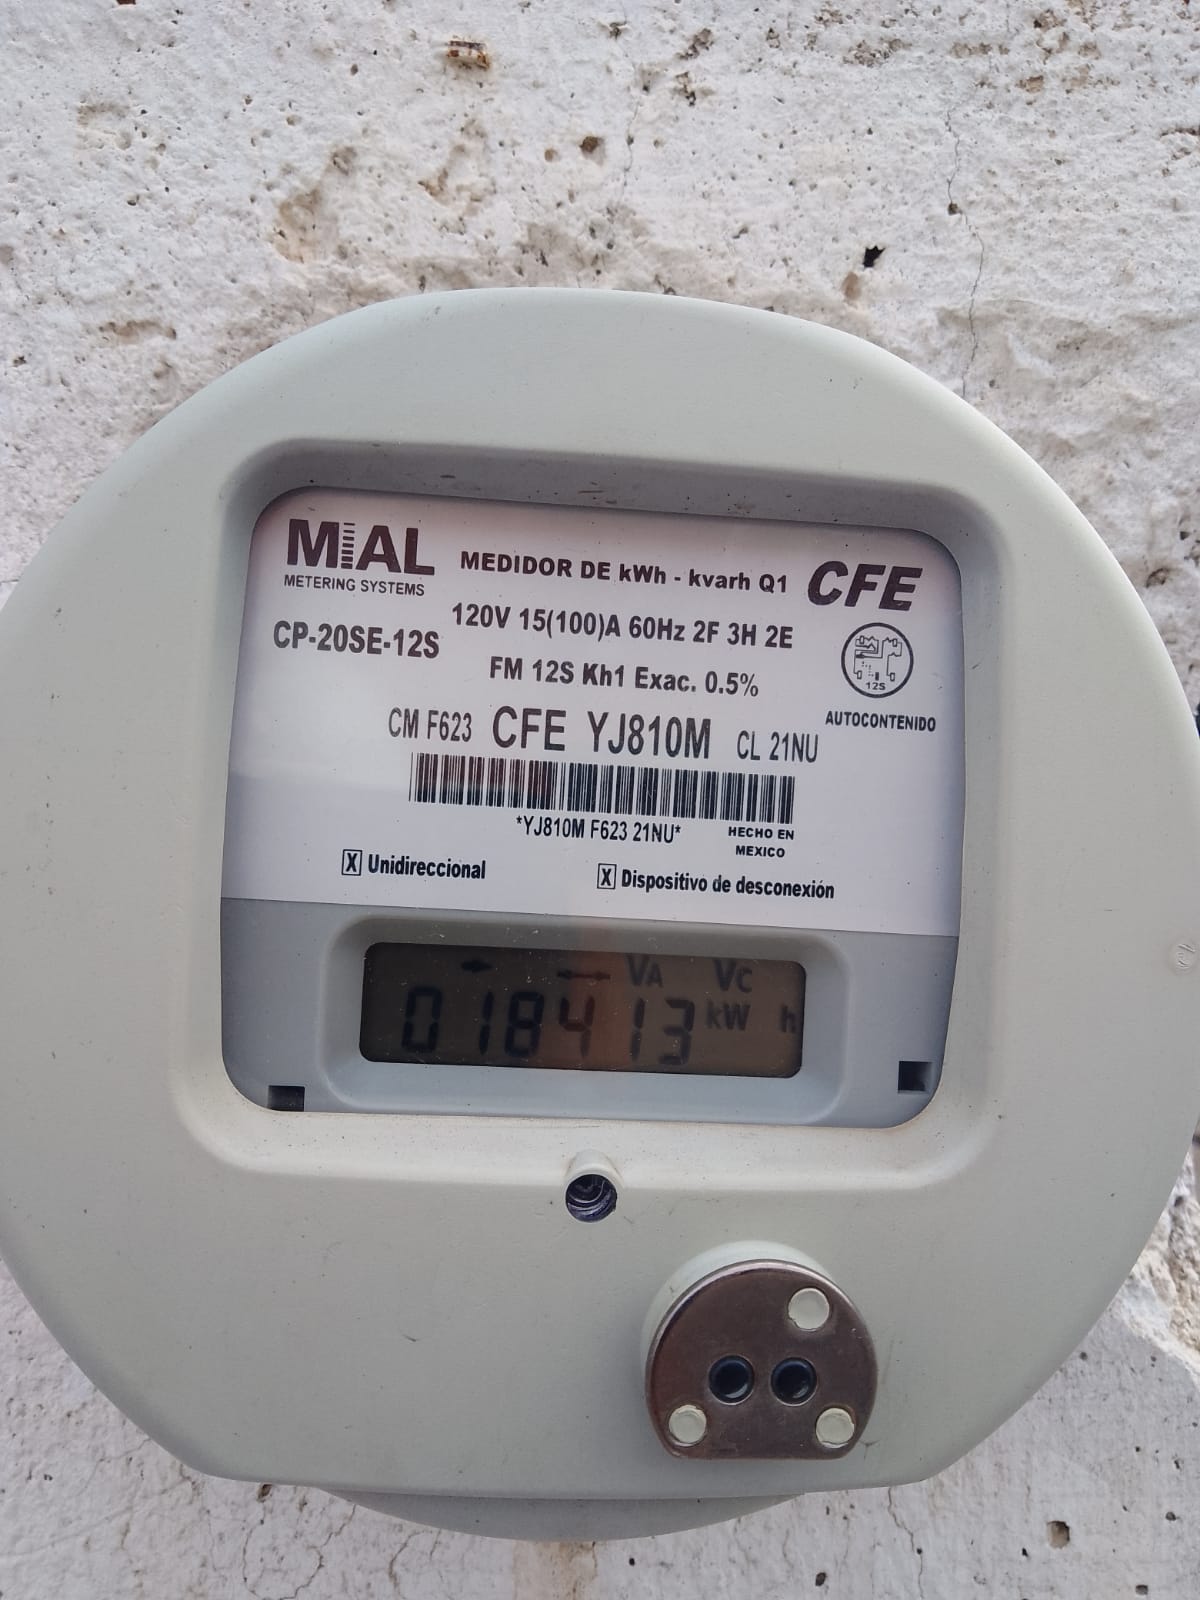 MIAL
METERING SYSTEMS
MEDIDOR DE kWh - kvarh Q1
CFE
CP-20SE-12S
120V 15(100)A 60Hz 2F 3H 2E
FM 12S Kh1 Exac. 0.5%
12S
AUTOCONTENIDO
CM F623 CFE YJ810M CL 21NU
*YJ810M F623 21NU*
HECHO EN
MEXICO
X Unidireccional
X Dispositivo de desconexión
VA VC
018413 kW h